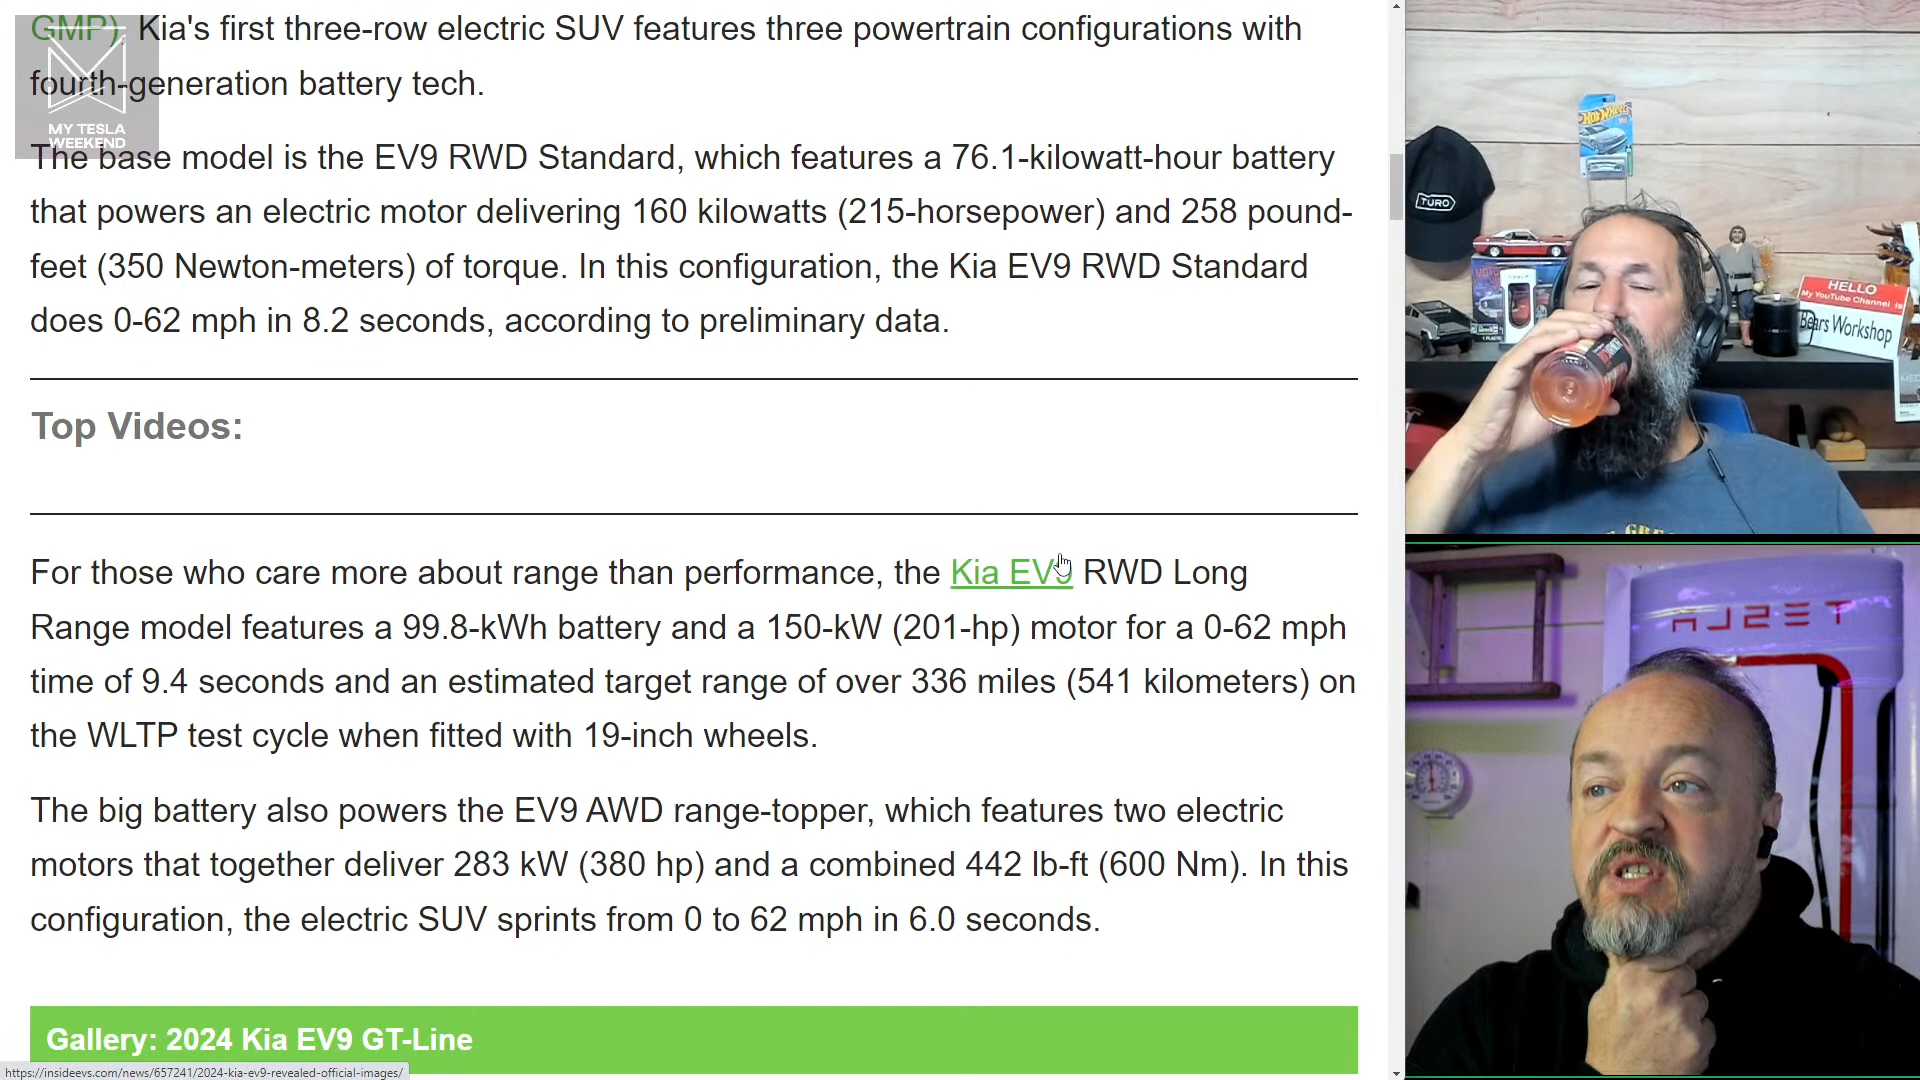 GMP), Kia's first three-row electric SUV features three powertrain configurations with
fourth-generation battery tech.
MY TESLA
WEEKEND
The base model is the EV9 RWD Standard, which features a 76.1-kilowatt-hour battery
that powers an electric motor delivering 160 kilowatts (215-horsepower) and 258 pound-
feet (350 Newton-meters) of torque. In this configuration, the Kia EV9 RWD Standard
does 0-62 mph in 8.2 seconds, according to preliminary data.
Top Videos:
For those who care more about range than performance, the Kia EV9 RWD Long
Range model features a 99.8-kWh battery and a 150-kW (201-hp) motor for a 0-62 mph
time of 9.4 seconds and an estimated target range of over 336 miles (541 kilometers) on
the WLTP test cycle when fitted with 19-inch wheels.
The big battery also powers the EV9 AWD range-topper, which features two electric
motors that together deliver 283 kW (380 hp) and a combined 442 lb-ft (600 Nm). In this
configuration, the electric SUV sprints from 0 to 62 mph in 6.0 seconds.
Gallery: 2024 Kia EV9 GT-Line
https://insideevs.com/news/657241/2024-kia-ev9-revealed-official-images/
HOT WHEELS
TURO
HELLO
My YouTube Channel is
Bears Workshop
TESLA